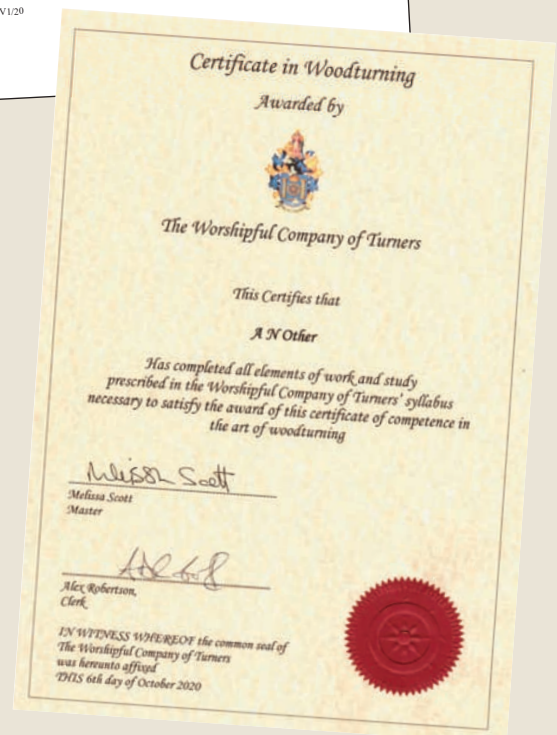 V1/20
Certificate in Woodturning
Awarded by
The Worshipful Company of Turners
This Certifies that
A N Other
Has completed all elements of work and study
prescribed in the Worshipful Company of Turners' syllabus
necessary to satisfy the award of this certificate of competence in
the art of woodturning
Melissa Scott
Melissa Scott
Master
Alex Robertson,
Clerk
IN WITNESS WHEREOF the common seal of
The Worshipful Company of Turners
was hereunto affixed
THIS 6th day of October 2020